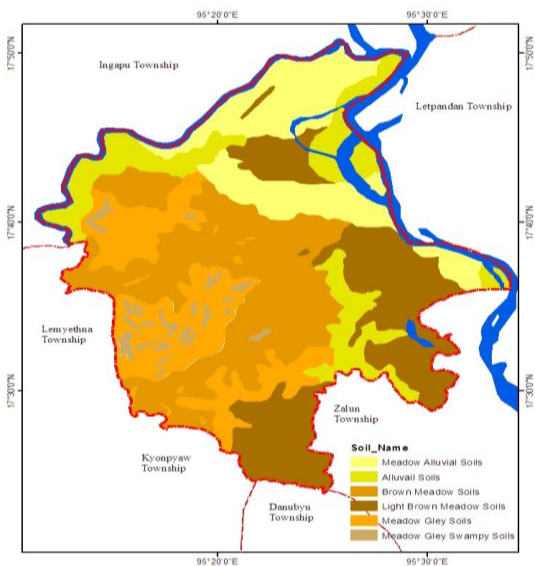 95°20'0"E
95°30'0"E
17°50'0"N
17°50'0"N
Ingapu Township
Letpandan Township
17°40'0"N
17°40'0"N
Lemyethna
Township
17°30'0"N
17°30'0"N
Zalun
Township
Kyonpyaw
Township
Danubyu
Township
Soil_Name
Meadow Alluvial Soils
Alluvail Soils
Brown Meadow Soils
Light Brown Meadow Soils
Meadow Gley Soils
Meadow Gley Swampy Soils
95°20'0"E
95°30'0"E